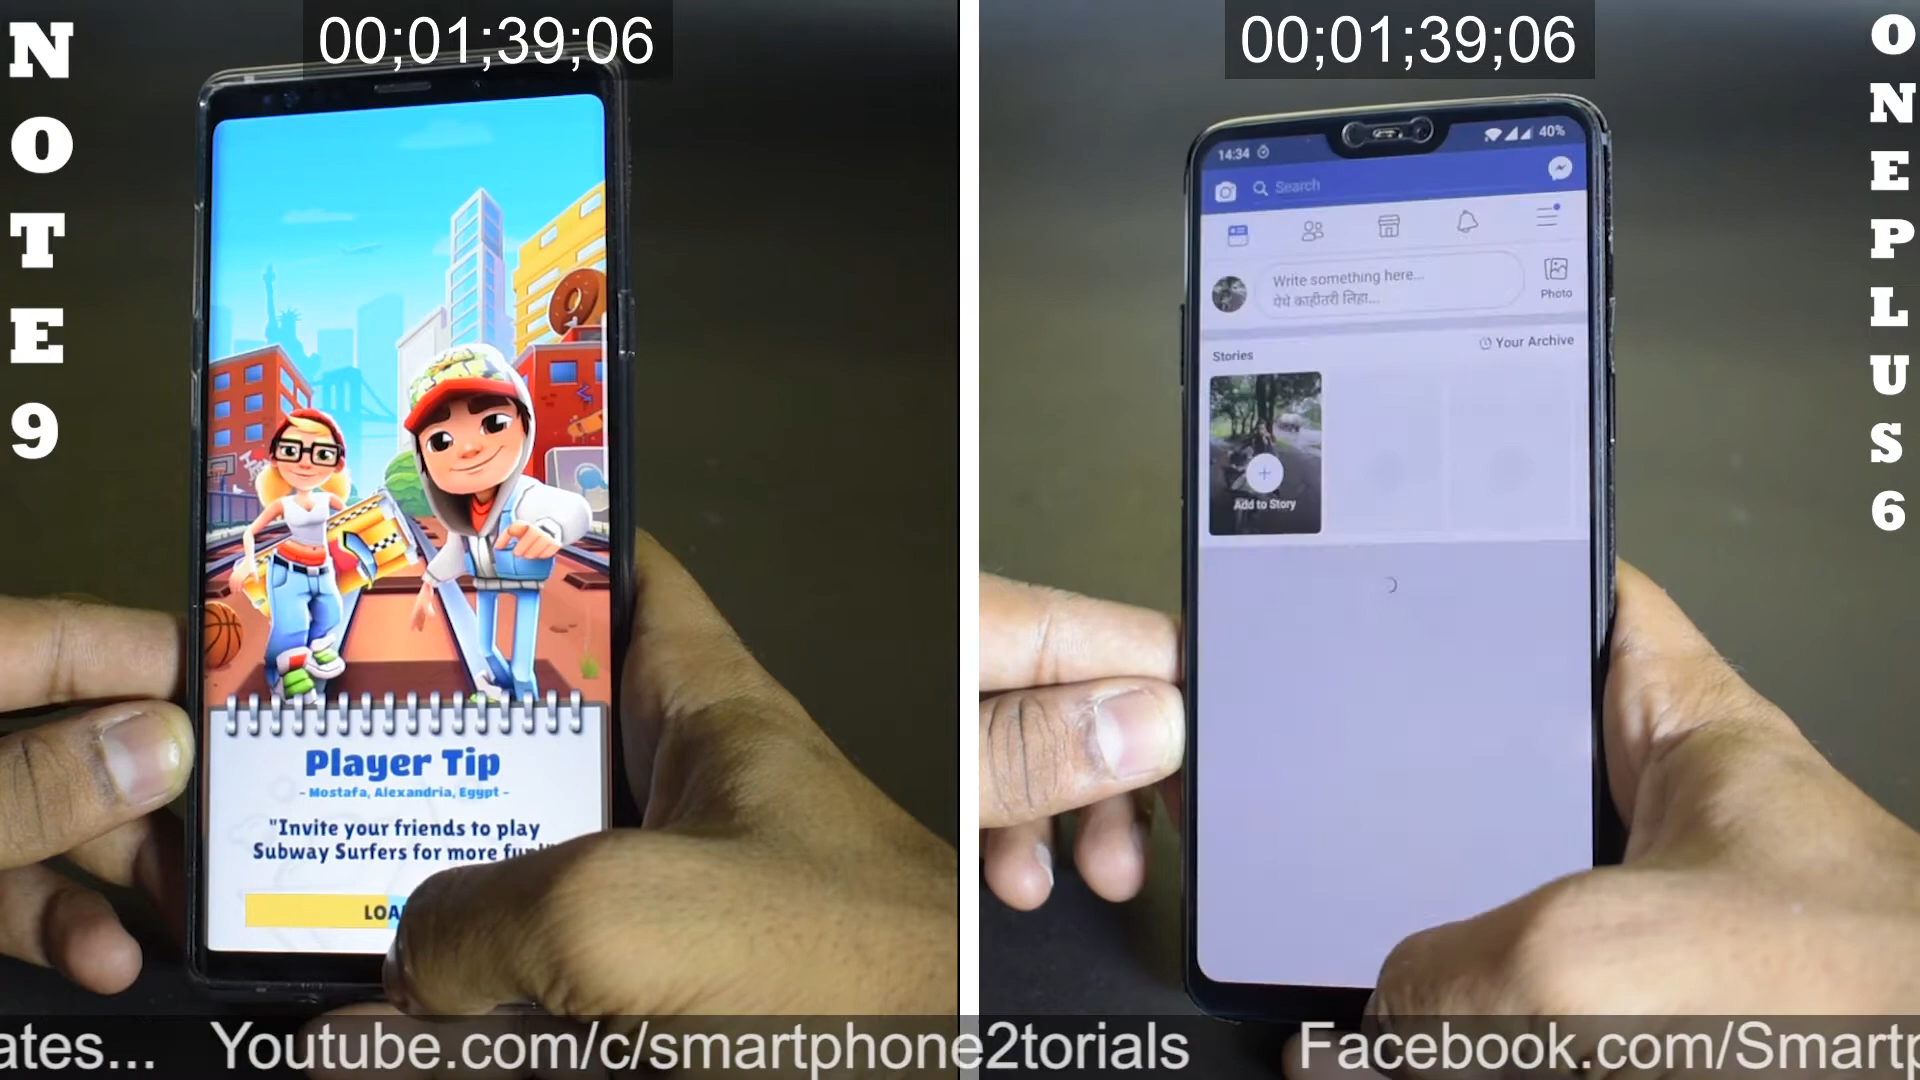 NOTE 9
00;01;39;06
Player Tip
- Mostafa, Alexandria, Egypt -
"Invite your friends to play
Subway Surfers for more
LOA
00;01;39;06
ONEPLUS 6
14:34
40%
Search
Write something here...
येथे काहीतरी लिहा...
Photo
Stories
Your Archive
Add to Story
ates... Youtube.com/c/smartphone2torials Facebook.com/Smartp